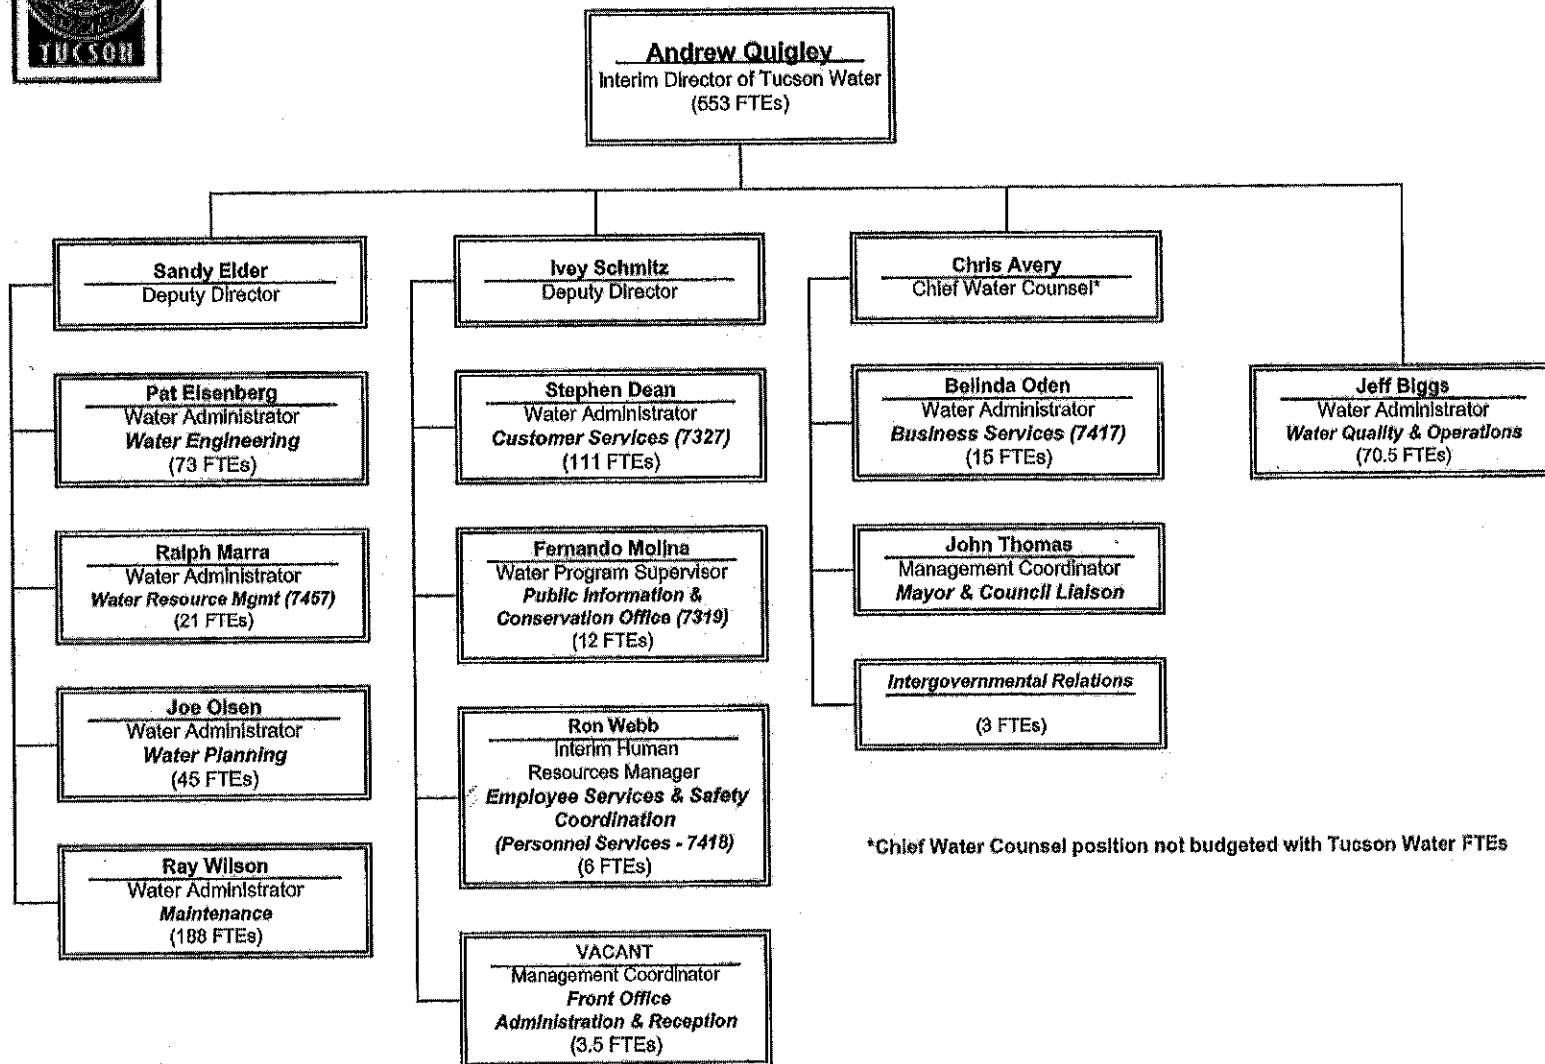 TUCSON
Andrew Quigley
Interim Director of Tucson Water
(553 FTEs)
Sandy Elder
Deputy Director
Pat Eisenberg
Water Administrator
Water Engineering
(73 FTEs)
Ralph Marra
Water Administrator
Water Resource Mgmt (7457)
(21 FTEs)
Joe Olsen
Water Administrator
Water Planning
(45 FTEs)
Ray Wilson
Water Administrator
Maintenance
(188 FTEs)
Ivey Schmitz
Deputy Director
Stephen Dean
Water Administrator
Customer Services (7327)
(111 FTEs)
Fernando Molina
Water Program Supervisor
Public Information &
Conservation Office (7319)
(12 FTEs)
Ron Webb
Interim Human
Resources Manager
Employee Services & Safety
Coordination
(Personnel Services - 7418)
(6 FTEs)
VACANT
Management Coordinator
Front Office
Administration & Reception
(3.5 FTEs)
Chris Avery
Chief Water Counsel*
Belinda Oden
Water Administrator
Business Services (7417)
(15 FTEs)
John Thomas
Management Coordinator
Mayor & Council Liaison
Intergovernmental Relations
(3 FTEs)
Jeff Biggs
Water Administrator
Water Quality & Operations
(70.5 FTEs)
*Chief Water Counsel position not budgeted with Tucson Water FTEs